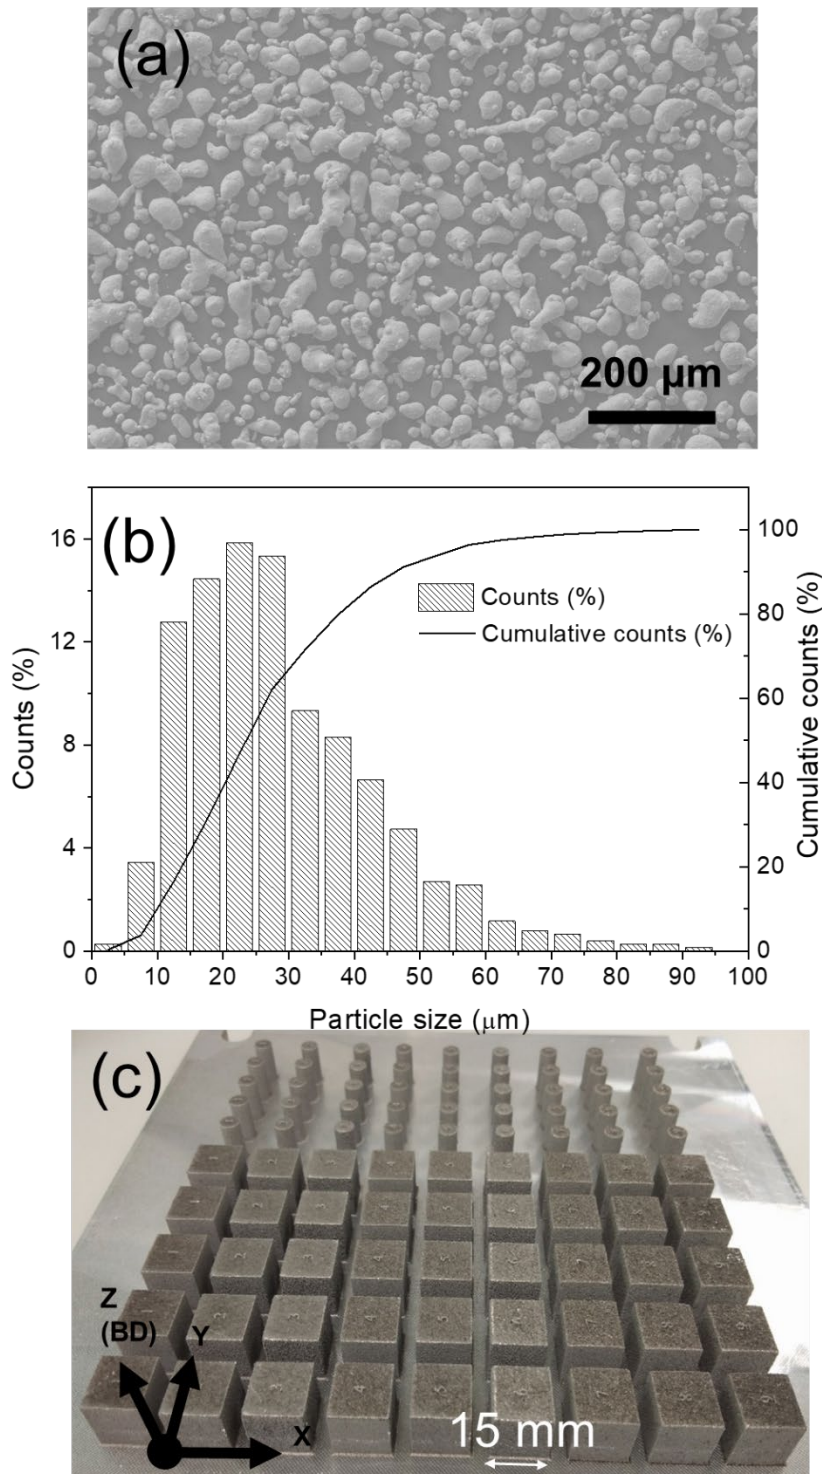 (a)
200 μm
(b)
Counts (%)
Cumulative counts (%)
Counts (%)
Cumulative counts (%)
16
12
8
4
0
100
80
60
40
20
0
0 10 20 30 40 50 60 70 80 90 100
Particle size (μm)
(c)
Z
(BD)
Y
X
15 mm